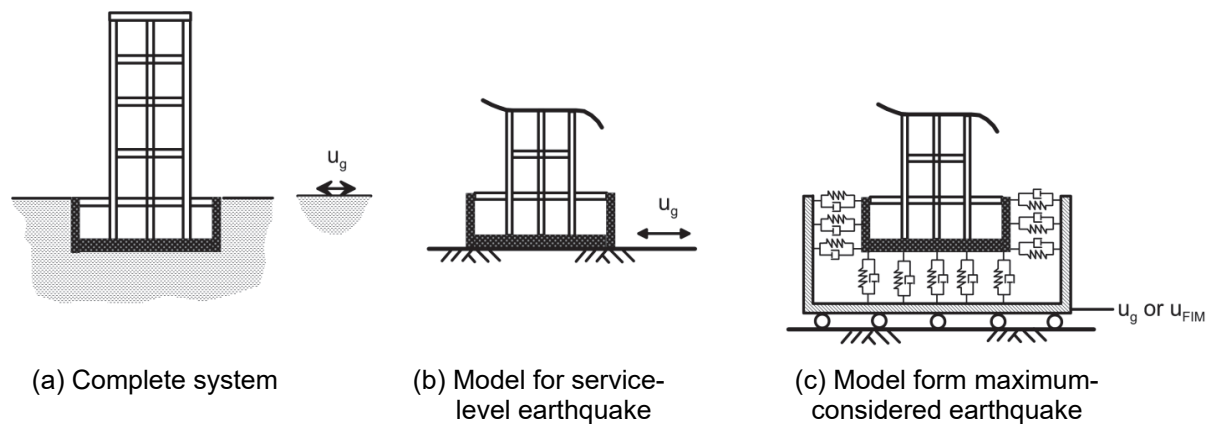 u_g
u_g
u_g or u_FIM
(a) Complete system
(b) Model for service-
level earthquake
(c) Model form maximum-
considered earthquake